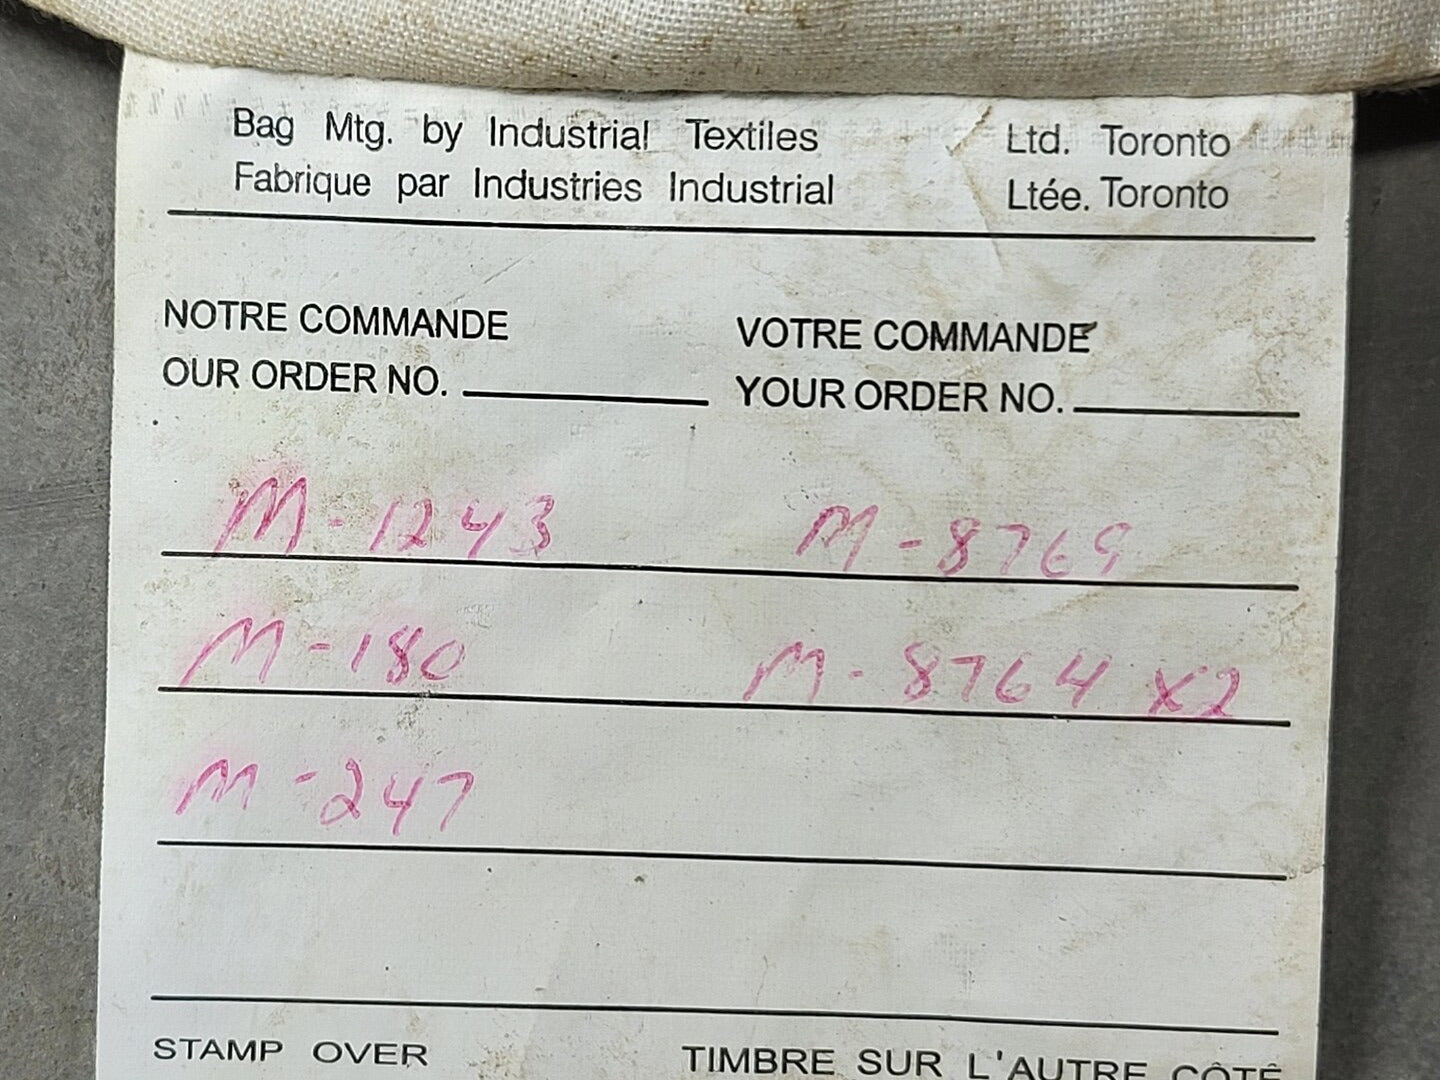 Bag Mtg. by Industrial Textiles Ltd. Toronto
Fabrique par Industries Industrial Ltée. Toronto
NOTRE COMMANDE VOTRE COMMANDE
OUR ORDER NO. YOUR ORDER NO.
M-1243 M-8769
M-180 M-8764 x2
M-247
STAMP OVER TIMBRE SUR L'AUTRE CÔTÉ